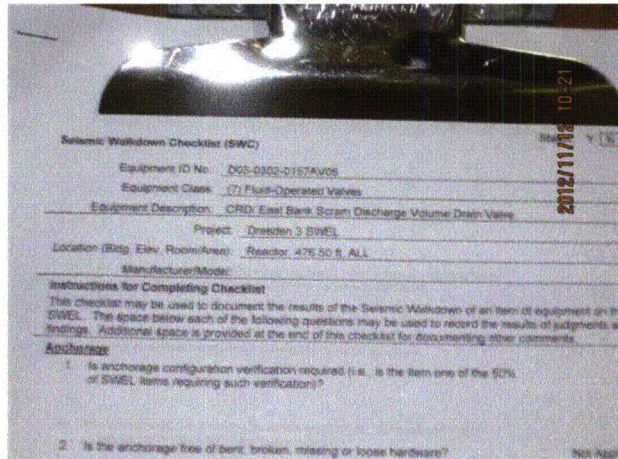 2012/11/12 10:21
Seismic Walkdown Checklist (SWC)
Y
Equipment ID No.
Equipment Class: (7) Fluid-Operated Valves
Equipment Description: CRD/ East Bank Scram Discharge Volume Drain Valve
Project: Dresden 3 SWEL
Location (Bldg, Elev, Room/Area): Reactor, 476.50 ft, ALL
Manufacturer/Model:
Instructions for Completing Checklist
This checklist may be used to document the results of the Seismic Walkdown of an item of equipment on th
SWEL. The space below each of the following questions may be used to record the results of judgments a
findings. Additional space is provided at the end of this checklist for documenting other comments.
Anchorage
1. Is anchorage configuration verification required (i.e., is the item one of the 50%
of SWEL items requiring such verification)?
2. Is the anchorage free of bent, broken, missing or loose hardware?
Not Appl